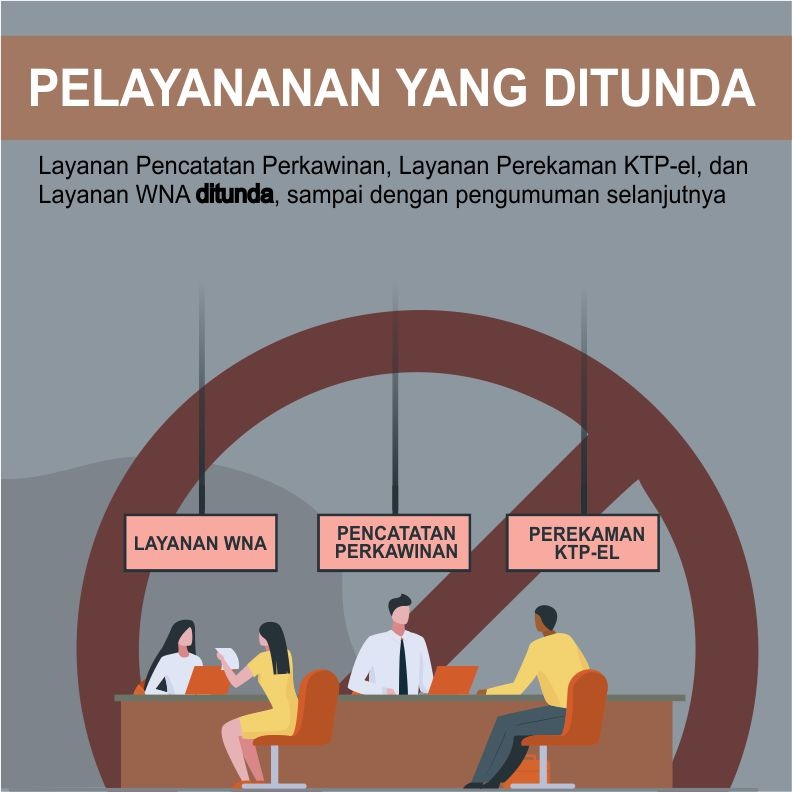 PELAYANANAN YANG DITUNDA
Layanan Pencatatan Perkawinan, Layanan Perekaman KTP-el, dan
Layanan WNA ditunda, sampai dengan pengumuman selanjutnya
LAYANAN WNA
PENCATATAN
PERKAWINAN
PEREKAMAN
KTP-EL